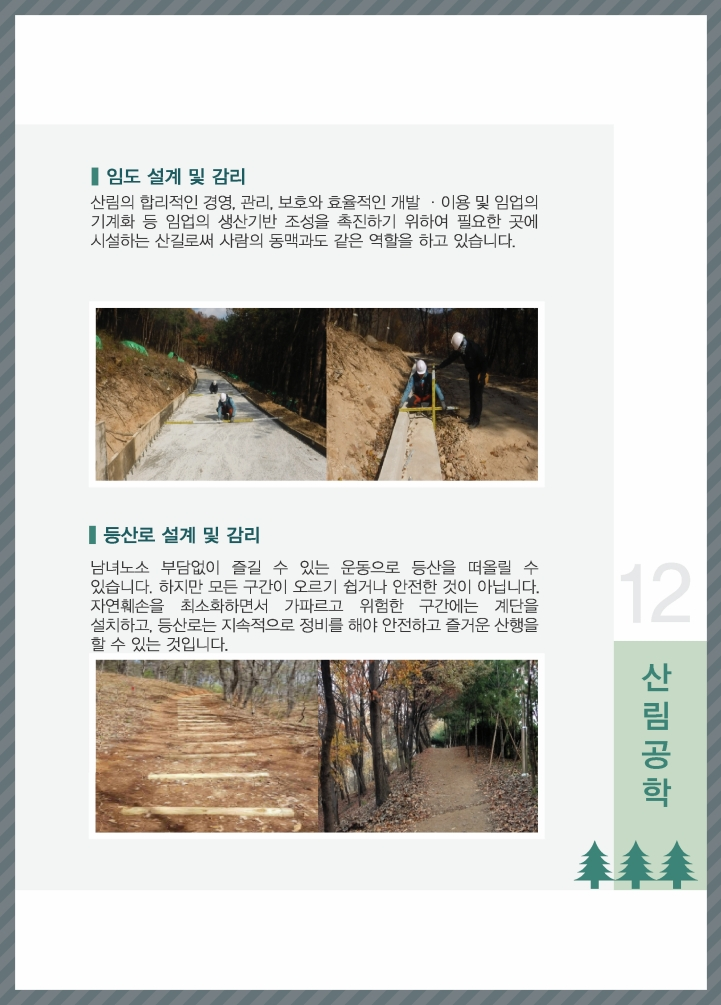 임도 설계 및 감리
산림의 합리적인 경영, 관리, 보호와 효율적인 개발 · 이용 및 임업의
기계화 등 임업의 생산기반 조성을 촉진하기 위하여 필요한 곳에
시설하는 산길로써 사람의 동맥과도 같은 역할을 하고 있습니다.
등산로 설계 및 감리
남녀노소 부담없이 즐길 수 있는 운동으로 등산을 떠올릴 수
있습니다. 하지만 모든 구간이 오르기 쉽거나 안전한 것이 아닙니다.
자연훼손을 최소화하면서 가파르고 위험한 구간에는 계단을
설치하고, 등산로는 지속적으로 정비를 해야 안전하고 즐거운 산행을
할 수 있는 것입니다.
12
산
림
공
학